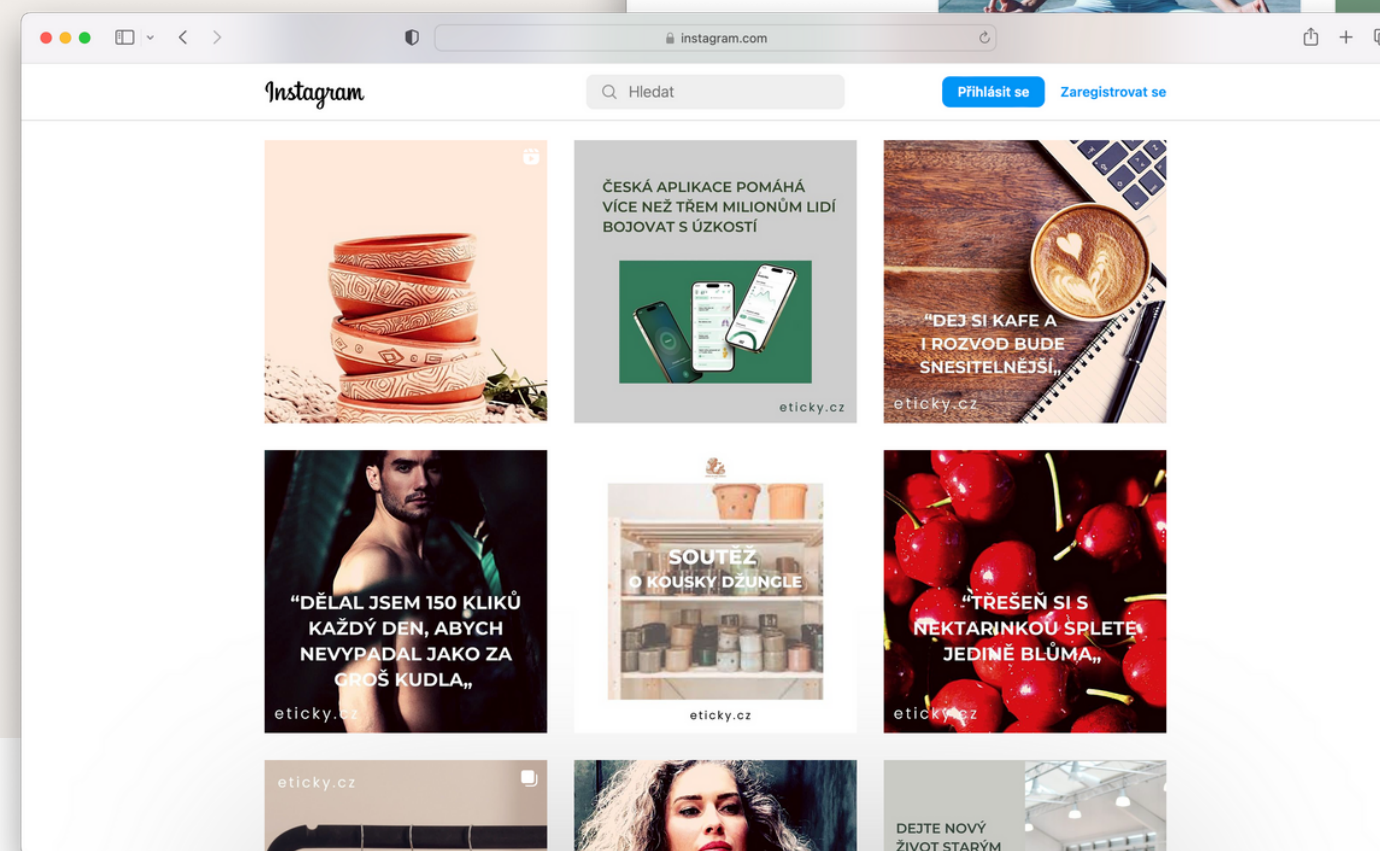 instagram.com
Instagram
Hledat
Přihlásit se
Zaregistrovat se
ČESKÁ APLIKACE POMÁHÁ
VÍCE NEŽ TŘEM MILIONŮM LIDÍ
BOJOVAT S ÚZKOSTÍ
eticky.cz
“DEJ SI KAFE A
I ROZVOD BUDE
SNESITELNĚJŠÍ„
eticky.cz
“DĚLAL JSEM 150 KLIKŮ
KAŽDÝ DEN, ABYCH
NEVYPADAL JAKO ZA
GROŠ KUDLA„
eticky.cz
SOUTĚŽ
O KOUSKY DŽUNGLE
eticky.cz
“TŘEŠEŇ SI S
NEKTARINKOU SPLETE
JEDINĚ BLŮMA„
eticky.cz
eticky.cz
DEJTE NOVÝ
ŽIVOT STARÝM